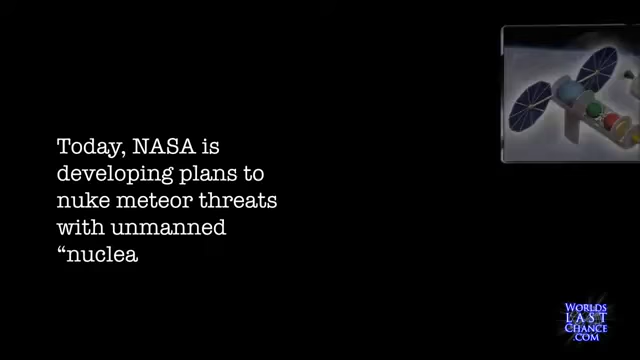 Today, NASA is
developing plans to
nuke meteor threats
with unmanned
“nuclea
WORLDS
LAST
CHANCE
.COM